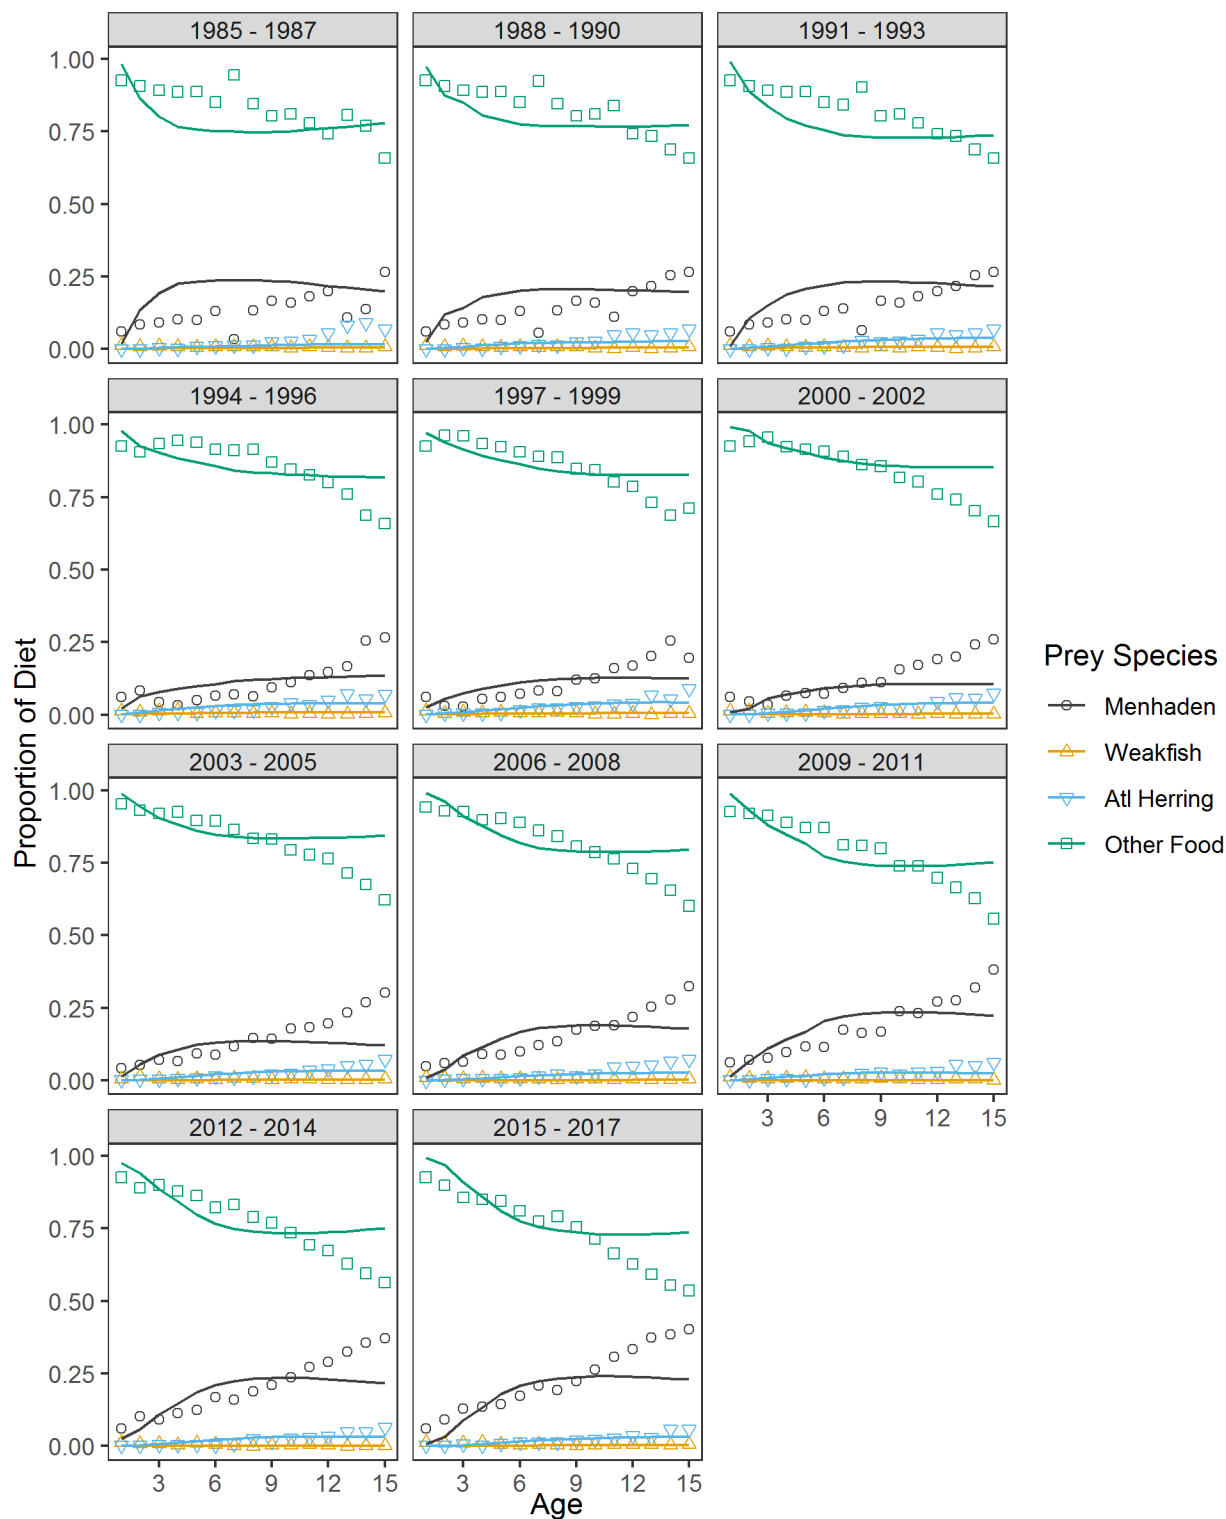 1985 - 1987
1988 - 1990
1991 - 1993
1.00
0.75
0.50
0.25
0.00
1994 - 1996
1997 - 1999
2000 - 2002
1.00
0.75
0.50
0.25
0.00
2003 - 2005
2006 - 2008
2009 - 2011
1.00
0.75
0.50
0.25
0.00
3 6 9 12 15
2012 - 2014
2015 - 2017
1.00
0.75
0.50
0.25
0.00
3 6 9 12 15
3 6 9 12 15
Age
Proportion of Diet
Prey Species
Menhaden
Weakfish
Atl Herring
Other Food